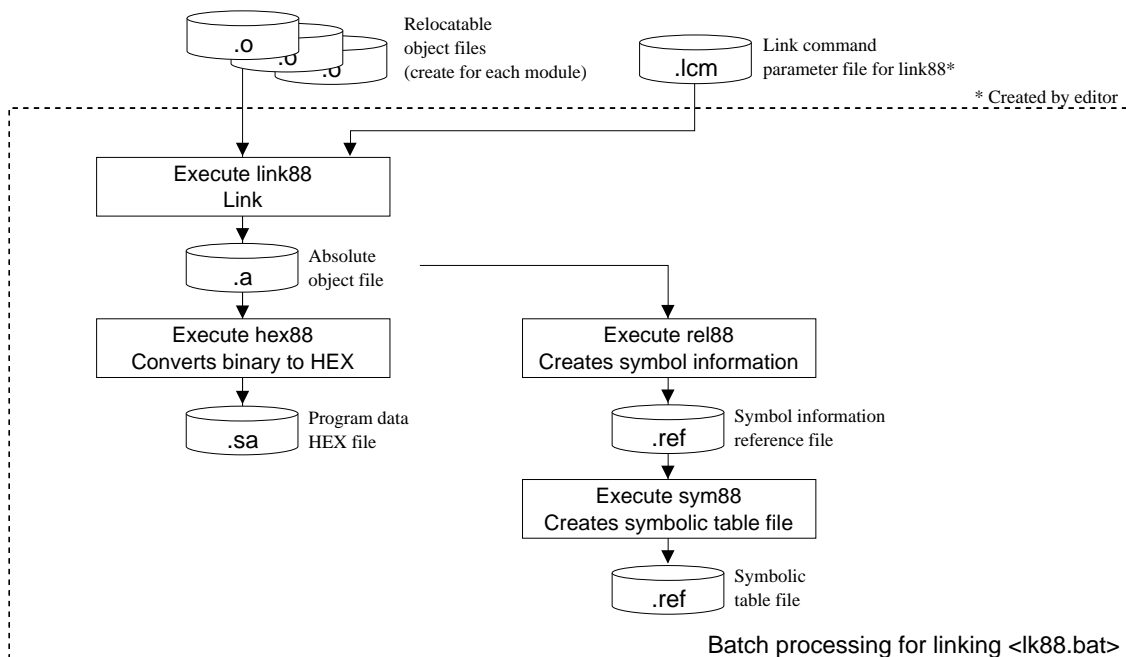 .o
.o
.o
Relocatable
object files
(create for each module)
.lcm
Link command
parameter file for link88*
* Created by editor
Execute link88
Link
.a
Absolute
object file
Execute hex88
Converts binary to HEX
Execute rel88
Creates symbol information
.sa
Program data
HEX file
.ref
Symbol information
reference file
Execute sym88
Creates symbolic table file
.ref
Symbolic
table file
Batch processing for linking <lk88.bat>